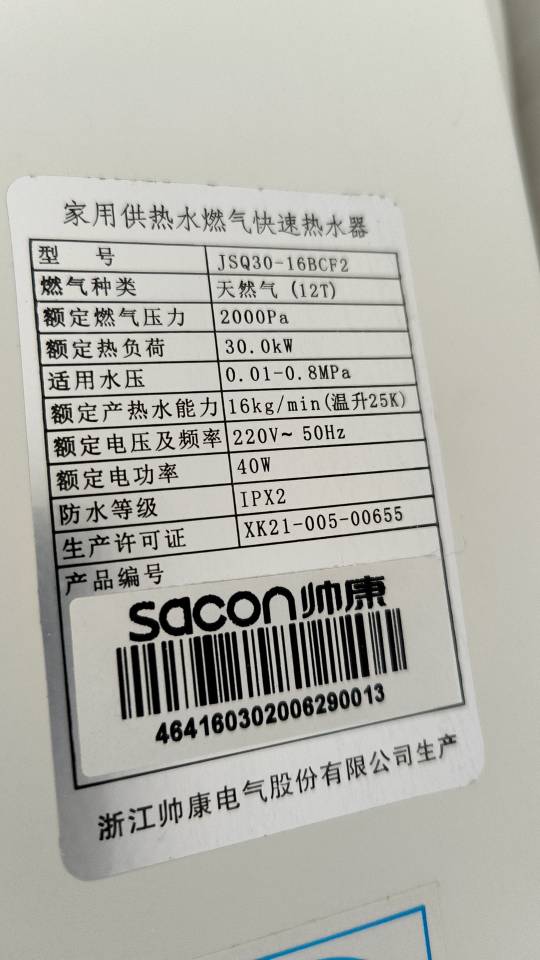 家用供热水燃气快速热水器
型 号 JSQ30-16BCF2
燃气种类 天然气 (12T)
额定燃气压力 2000Pa
额定热负荷 30.0kW
适用水压 0.01-0.8MPa
额定产热水能力 16kg/min(温升25K)
额定电压及频率 220V~ 50Hz
额定电功率 40W
防水等级 IPX2
生产许可证 XK21-005-00655
产品编号
sacon帅康
464160302006290013
浙江帅康电气股份有限公司生产